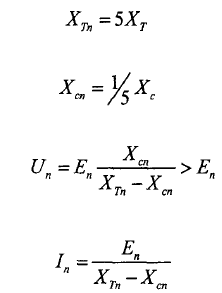 X_{Tn} = 5X_T
X_{cn} = 1/5 X_c
U_n = E_n \frac{X_{cn}}{X_{Tn} - X_{cn}} > E_n
I_n = \frac{E_n}{X_{Tn} - X_{cn}}